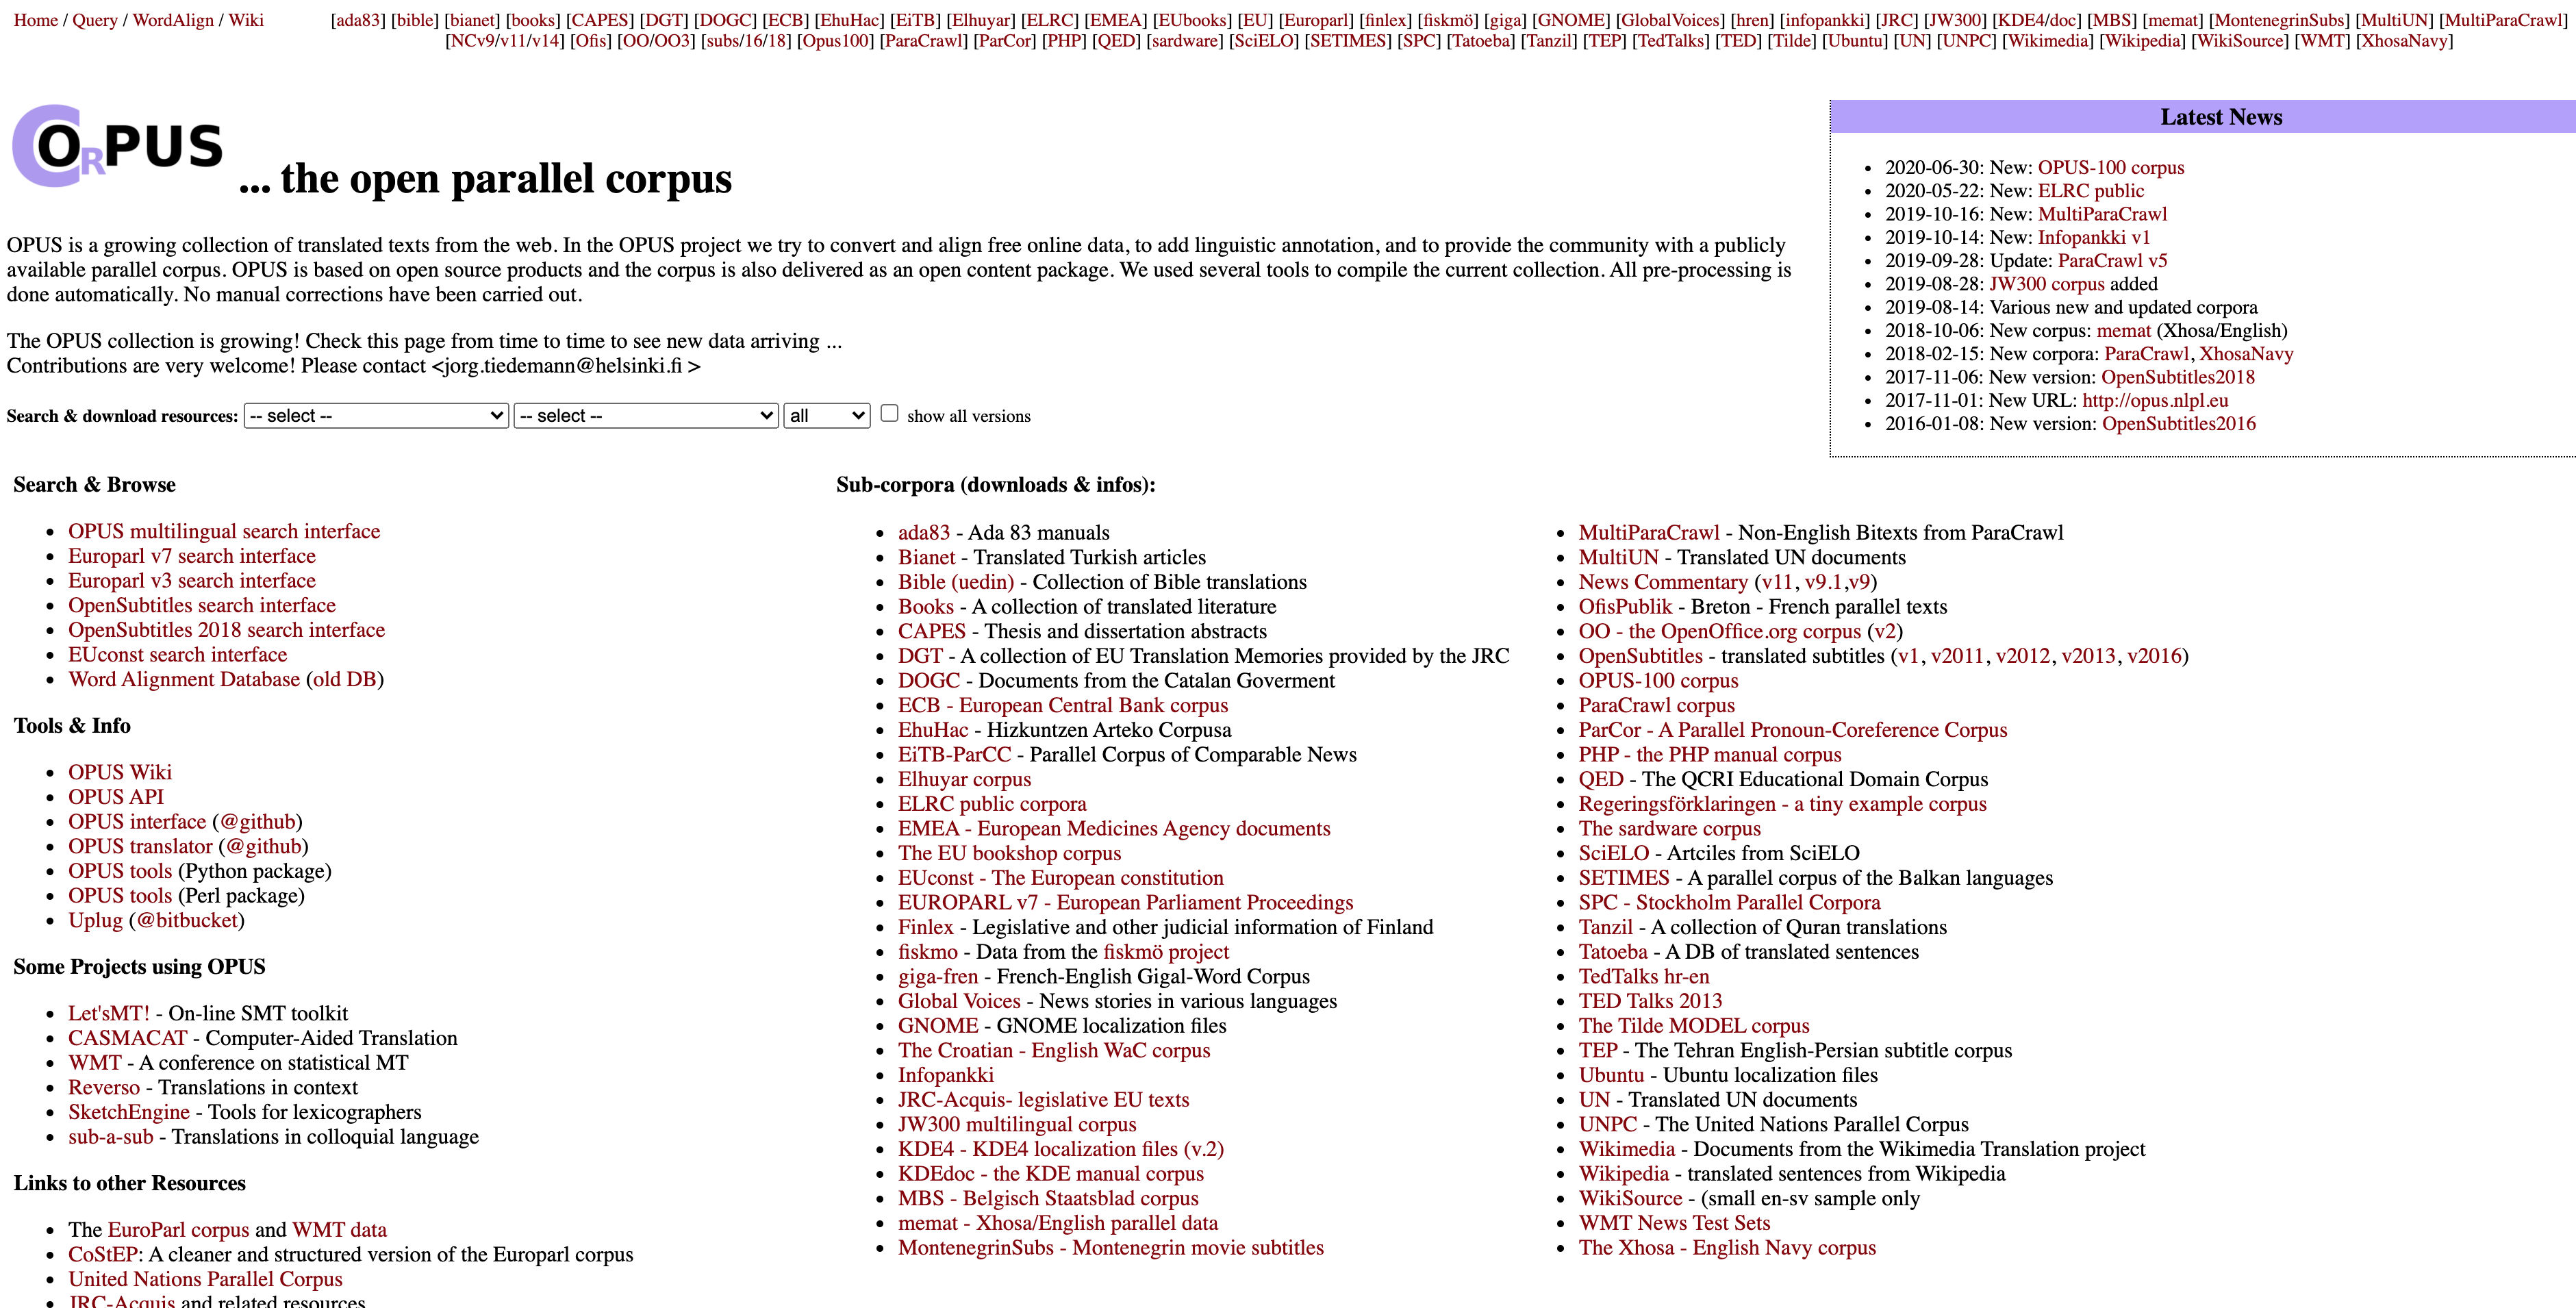 Home / Query / WordAlign / Wiki
[ada83] [bible] [bianet] [books] [CAPES] [DGT] [DOGC] [ECB] [EhuHac] [EiTB] [Elhuyar] [ELRC] [EMEA] [EUbooks] [EU] [Europarl] [finlex] [fiskmö] [giga] [GNOME] [GlobalVoices] [hren] [infopankki] [JRC] [JW300] [KDE4/doc] [MBS] [memat] [MontenegrinSubs] [MultiUN] [MultiParaCrawl]
[NCv9/v11/v14] [Ofis] [OO/OO3] [subs/16/18] [Opus100] [ParaCrawl] [ParCor] [PHP] [QED] [sardware] [SciELO] [SETIMES] [SPC] [Tatoeba] [Tanzil] [TEP] [TedTalks] [TED] [Tilde] [Ubuntu] [UN] [UNPC] [Wikimedia] [Wikipedia] [WikiSource] [WMT] [XhosaNavy]
CORPUS
... the open parallel corpus
OPUS is a growing collection of translated texts from the web. In the OPUS project we try to convert and align free online data, to add linguistic annotation, and to provide the community with a publicly
available parallel corpus. OPUS is based on open source products and the corpus is also delivered as an open content package. We used several tools to compile the current collection. All pre-processing is
done automatically. No manual corrections have been carried out.
The OPUS collection is growing! Check this page from time to time to see new data arriving ...
Contributions are very welcome! Please contact <jorg.tiedemann@helsinki.fi >
Search & download resources: -- select -- -- select -- all show all versions
Latest News
2020-06-30: New: OPUS-100 corpus
2020-05-22: New: ELRC public
2019-10-16: New: MultiParaCrawl
2019-10-14: New: Infopankki v1
2019-09-28: Update: ParaCrawl v5
2019-08-28: JW300 corpus added
2019-08-14: Various new and updated corpora
2018-10-06: New corpus: memat (Xhosa/English)
2018-02-15: New corpora: ParaCrawl, XhosaNavy
2017-11-06: New version: OpenSubtitles2018
2017-11-01: New URL: http://opus.nlpl.eu
2016-01-08: New version: OpenSubtitles2016
Search & Browse
OPUS multilingual search interface
Europarl v7 search interface
Europarl v3 search interface
OpenSubtitles search interface
OpenSubtitles 2018 search interface
EUconst search interface
Word Alignment Database (old DB)
Tools & Info
OPUS Wiki
OPUS API
OPUS interface (@github)
OPUS translator (@github)
OPUS tools (Python package)
OPUS tools (Perl package)
Uplug (@bitbucket)
Some Projects using OPUS
Let'sMT! - On-line SMT toolkit
CASMACAT - Computer-Aided Translation
WMT - A conference on statistical MT
Reverso - Translations in context
SketchEngine - Tools for lexicographers
sub-a-sub - Translations in colloquial language
Links to other Resources
The EuroParl corpus and WMT data
CoStEP: A cleaner and structured version of the Europarl corpus
United Nations Parallel Corpus
JRC-Acquis and related resources
Sub-corpora (downloads & infos):
ada83 - Ada 83 manuals
Bianet - Translated Turkish articles
Bible (uedin) - Collection of Bible translations
Books - A collection of translated literature
CAPES - Thesis and dissertation abstracts
DGT - A collection of EU Translation Memories provided by the JRC
DOGC - Documents from the Catalan Goverment
ECB - European Central Bank corpus
EhuHac - Hizkuntzen Arteko Corpusa
EiTB-ParCC - Parallel Corpus of Comparable News
Elhuyar corpus
ELRC public corpora
EMEA - European Medicines Agency documents
The EU bookshop corpus
EUconst - The European constitution
EUROPARL v7 - European Parliament Proceedings
Finlex - Legislative and other judicial information of Finland
fiskmo - Data from the fiskmö project
giga-fren - French-English Gigal-Word Corpus
Global Voices - News stories in various languages
GNOME - GNOME localization files
The Croatian - English WaC corpus
Infopankki
JRC-Acquis- legislative EU texts
JW300 multilingual corpus
KDE4 - KDE4 localization files (v.2)
KDEdoc - the KDE manual corpus
MBS - Belgisch Staatsblad corpus
memat - Xhosa/English parallel data
MontenegrinSubs - Montenegrin movie subtitles
MultiParaCrawl - Non-English Bitexts from ParaCrawl
MultiUN - Translated UN documents
News Commentary (v11, v9.1,v9)
OfisPublik - Breton - French parallel texts
OO - the OpenOffice.org corpus (v2)
OpenSubtitles - translated subtitles (v1, v2011, v2012, v2013, v2016)
OPUS-100 corpus
ParaCrawl corpus
ParCor - A Parallel Pronoun-Coreference Corpus
PHP - the PHP manual corpus
QED - The QCRI Educational Domain Corpus
Regeringsförklaringen - a tiny example corpus
The sardware corpus
SciELO - Artciles from SciELO
SETIMES - A parallel corpus of the Balkan languages
SPC - Stockholm Parallel Corpora
Tanzil - A collection of Quran translations
Tatoeba - A DB of translated sentences
TedTalks hr-en
TED Talks 2013
The Tilde MODEL corpus
TEP - The Tehran English-Persian subtitle corpus
Ubuntu - Ubuntu localization files
UN - Translated UN documents
UNPC - The United Nations Parallel Corpus
Wikimedia - Documents from the Wikimedia Translation project
Wikipedia - translated sentences from Wikipedia
WikiSource - (small en-sv sample only
WMT News Test Sets
The Xhosa - English Navy corpus